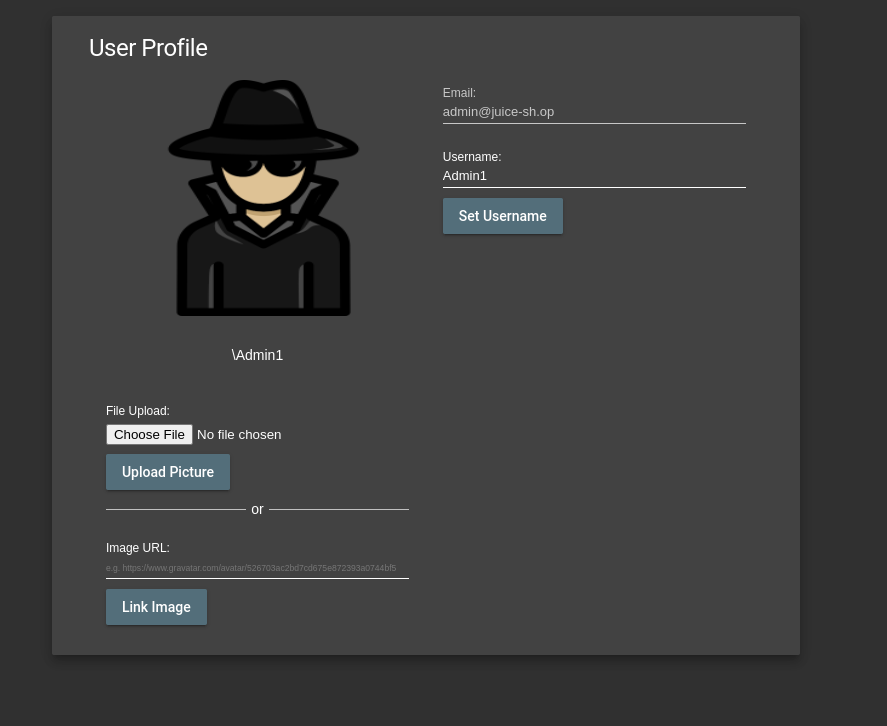 User Profile
Email:
admin@juice-sh.op
Username:
Admin1
Set Username
\Admin1
File Upload:
Choose File No file chosen
Upload Picture
or
Image URL:
e.g. https://www.gravatar.com/avatar/526703ac2bd7cd675e872393a0744bf5
Link Image